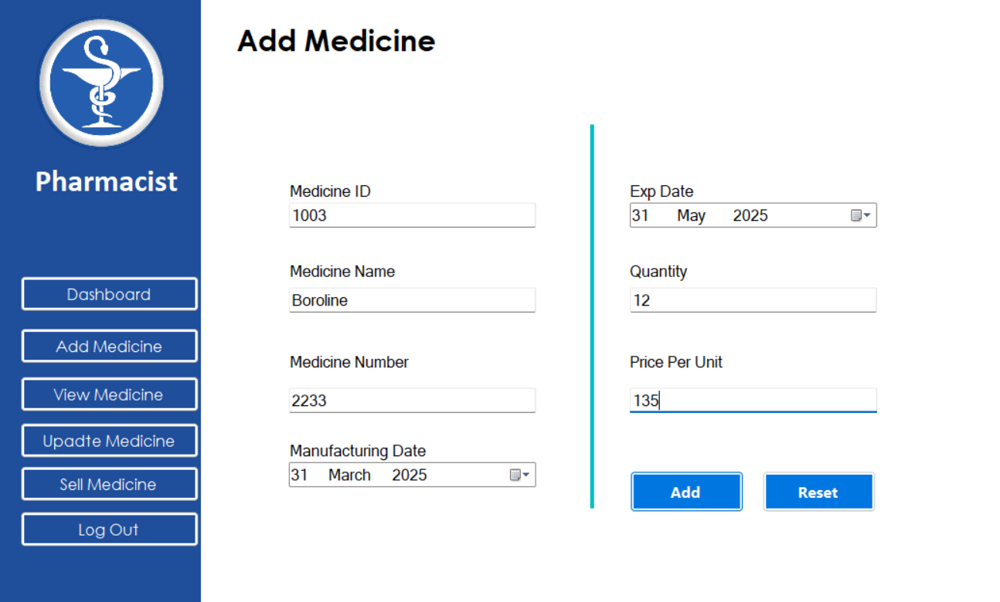 Pharmacist
Dashboard
Add Medicine
View Medicine
Upadte Medicine
Sell Medicine
Log Out
Add Medicine
Medicine ID
1003
Medicine Name
Boroline
Medicine Number
2233
Manufacturing Date
31 March 2025
Exp Date
31 May 2025
Quantity
12
Price Per Unit
135
Add
Reset